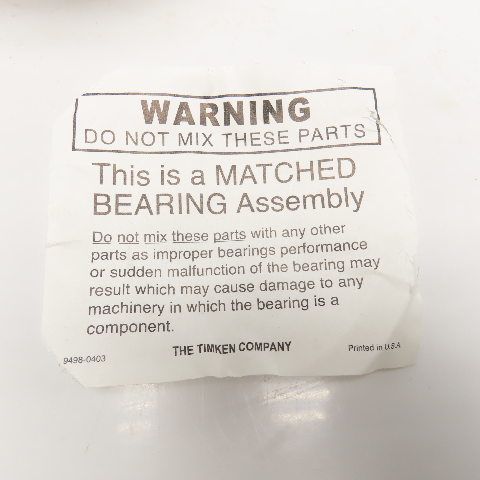 WARNING
DO NOT MIX THESE PARTS
This is a MATCHED
BEARING Assembly
Do not mix these parts with any other
parts as improper bearings performance
or sudden malfunction of the bearing may
result which may cause damage to any
machinery in which the bearing is a
component.
9498-0403 THE TIMKEN COMPANY Printed in U.S.A